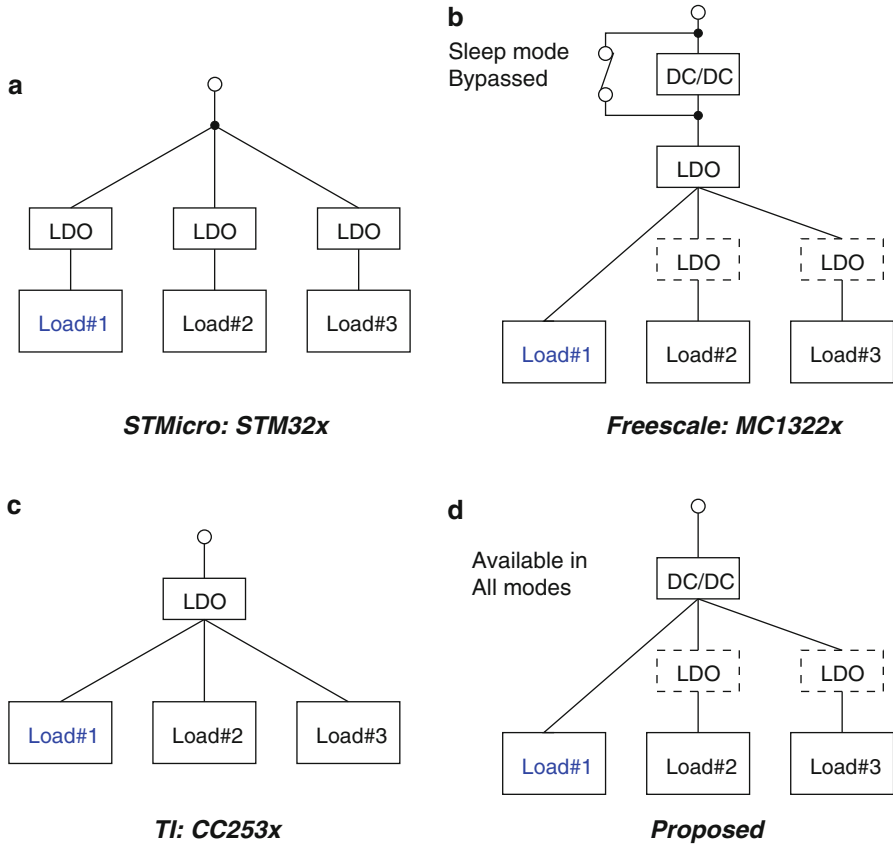 a
LDO
LDO
LDO
Load#1
Load#2
Load#3
STMicro: STM32x
b
Sleep mode
Bypassed
DC/DC
LDO
LDO
LDO
Load#1
Load#2
Load#3
Freescale: MC1322x
c
LDO
Load#1
Load#2
Load#3
TI: CC253x
d
Available in
All modes
DC/DC
LDO
LDO
Load#1
Load#2
Load#3
Proposed